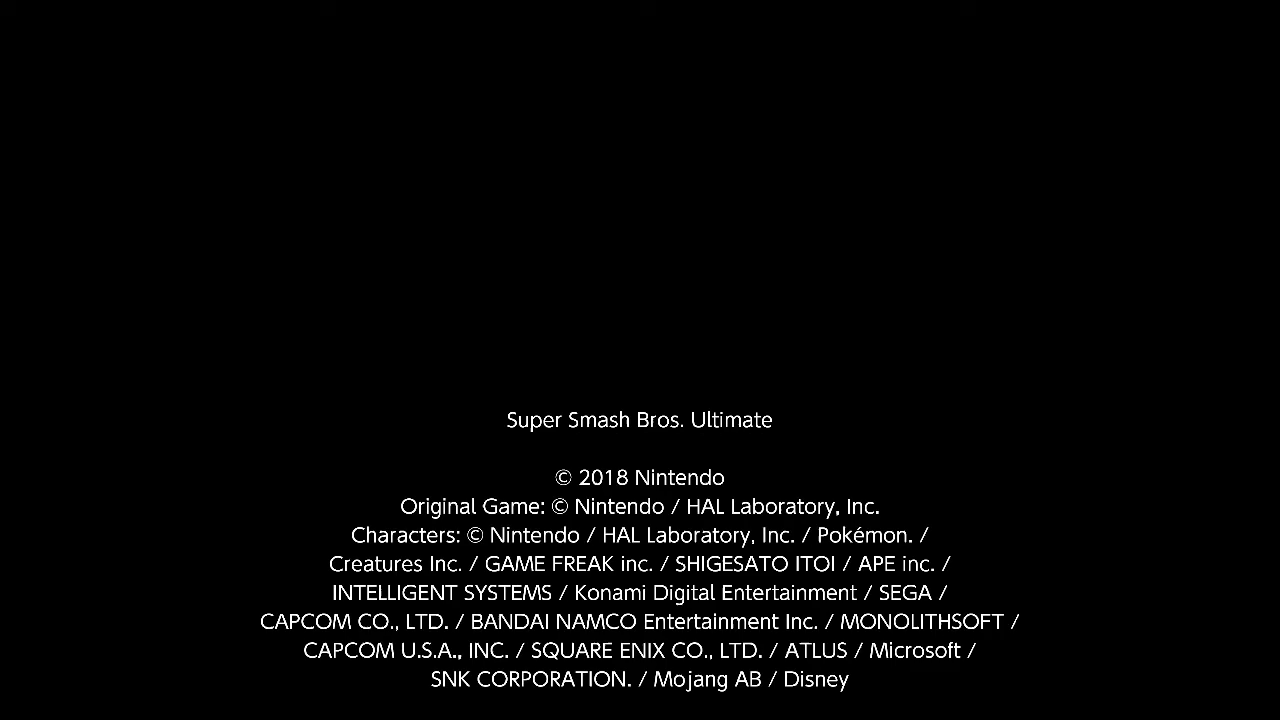 Super Smash Bros. Ultimate
© 2018 Nintendo
Original Game: © Nintendo / HAL Laboratory, Inc.
Characters: © Nintendo / HAL Laboratory, Inc. / Pokémon. /
Creatures Inc. / GAME FREAK inc. / SHIGESATO ITOI / APE inc. /
INTELLIGENT SYSTEMS / Konami Digital Entertainment / SEGA /
CAPCOM CO., LTD. / BANDAI NAMCO Entertainment Inc. / MONOLITHSOFT /
CAPCOM U.S.A., INC. / SQUARE ENIX CO., LTD. / ATLUS / Microsoft /
SNK CORPORATION. / Mojang AB / Disney